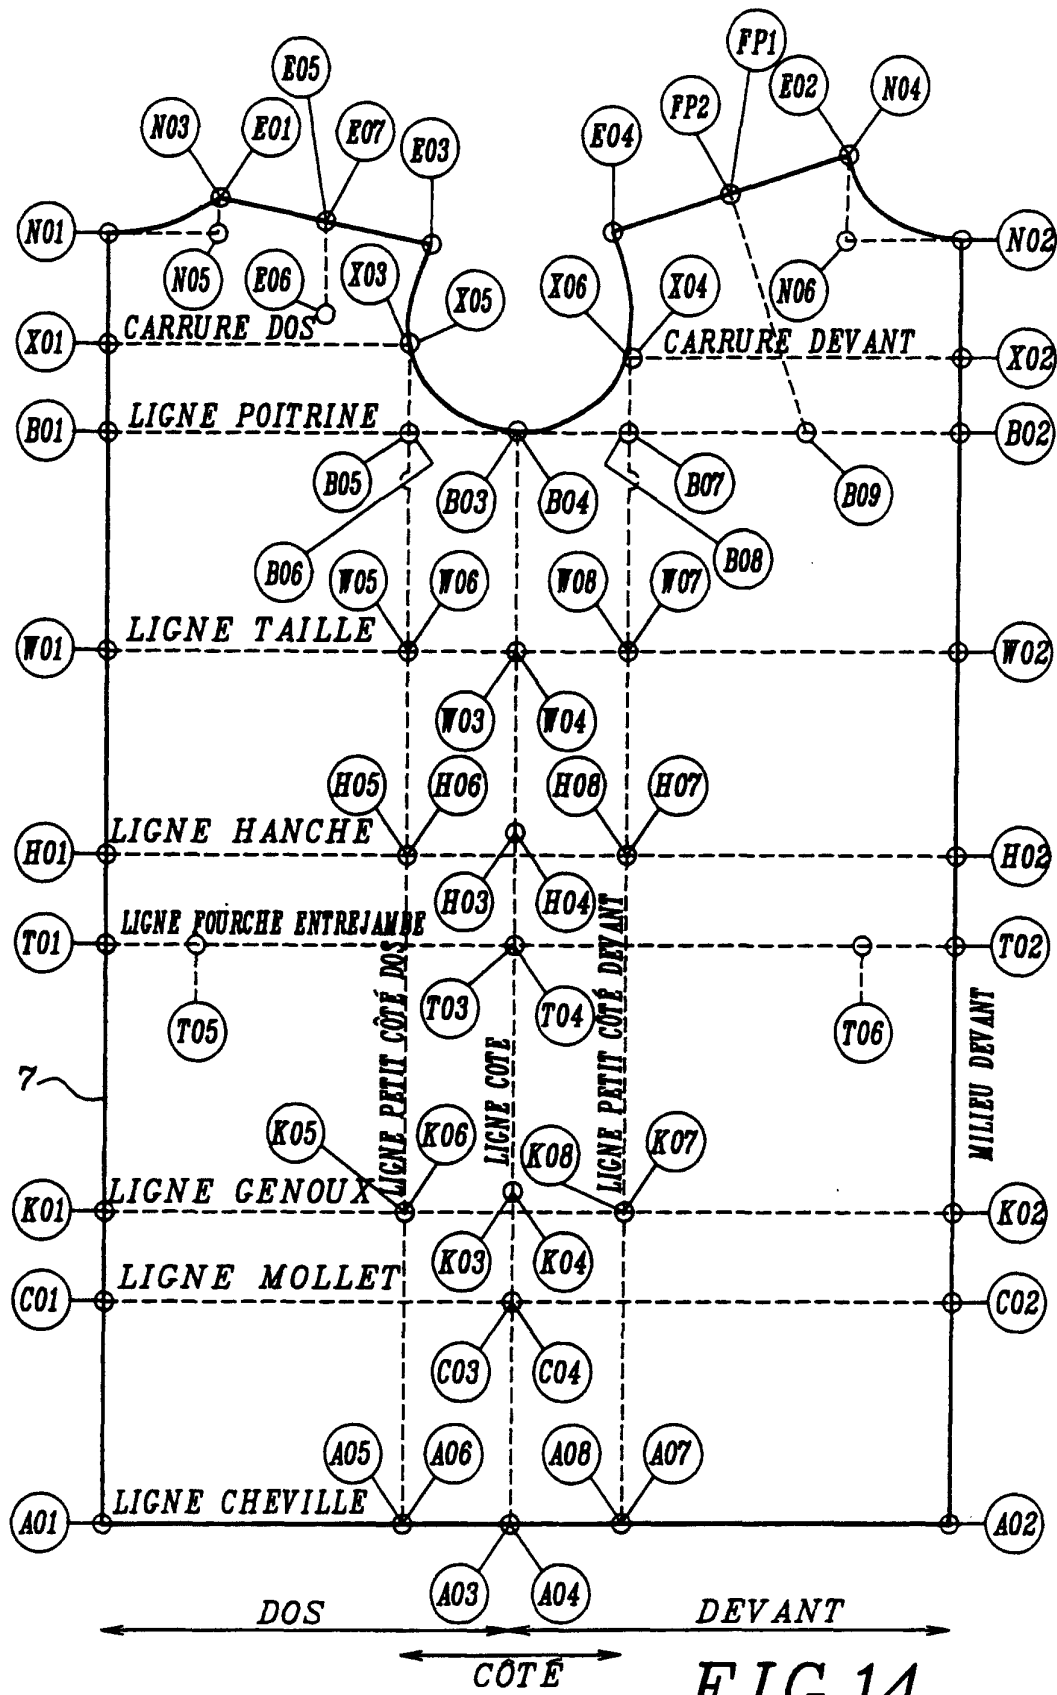 FP1
E05
E02 N04
FP2
N03 E01 E07 E03 E04
N01 N02
N05 E06 X03 X05 X06 X04 N06
X01 CARRURE DOS CARRURE DEVANT X02
B01 LIGNE POITRINE B02
B05 B03 B04 B07 B09
B06 B08
W05 W06 W08 W07
W01 LIGNE TAILLE W02
W03 W04
H05 H06 H08 H07
H01 LIGNE HANCHE H02
H03 H04
T01 LIGNE FOURCHE ENTREJAMBE T02
T03 T04
T05 T06
7
LIGNE PETIT CÔTÉ DOS
LIGNE COTE
LIGNE PETIT CÔTÉ DEVANT
MILIEU DEVANT
K05 K06 K08 K07
K01 LIGNE GENOUX K02
K03 K04
C01 LIGNE MOLLET C02
C03 C04
A05 A06 A08 A07
A01 LIGNE CHEVILLE A02
A03 A04
DOS DEVANT
CÔTÉ
FIG.14